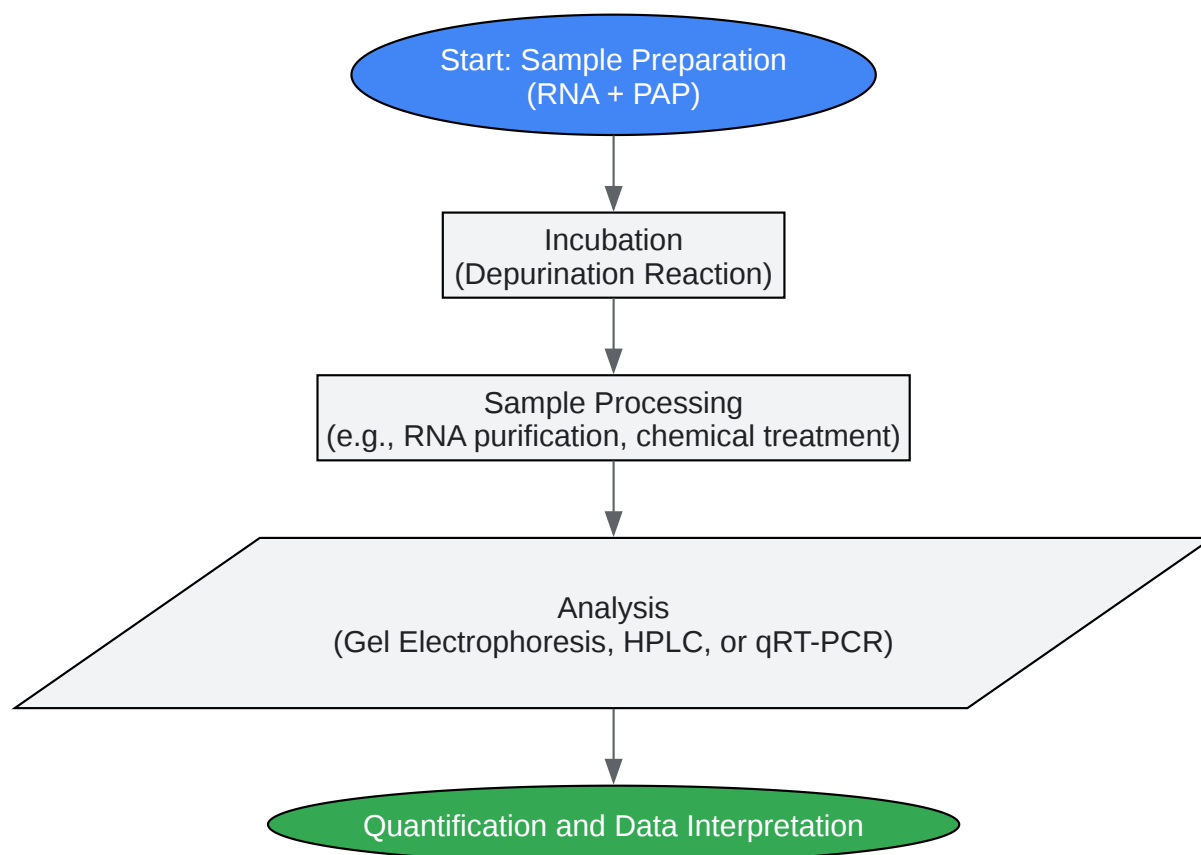 Start: Sample Preparation
(RNA + PAP)
Incubation
(Depurination Reaction)
Sample Processing
(e.g., RNA purification, chemical treatment)
Analysis
(Gel Electrophoresis, HPLC, or qRT-PCR)
Quantification and Data Interpretation